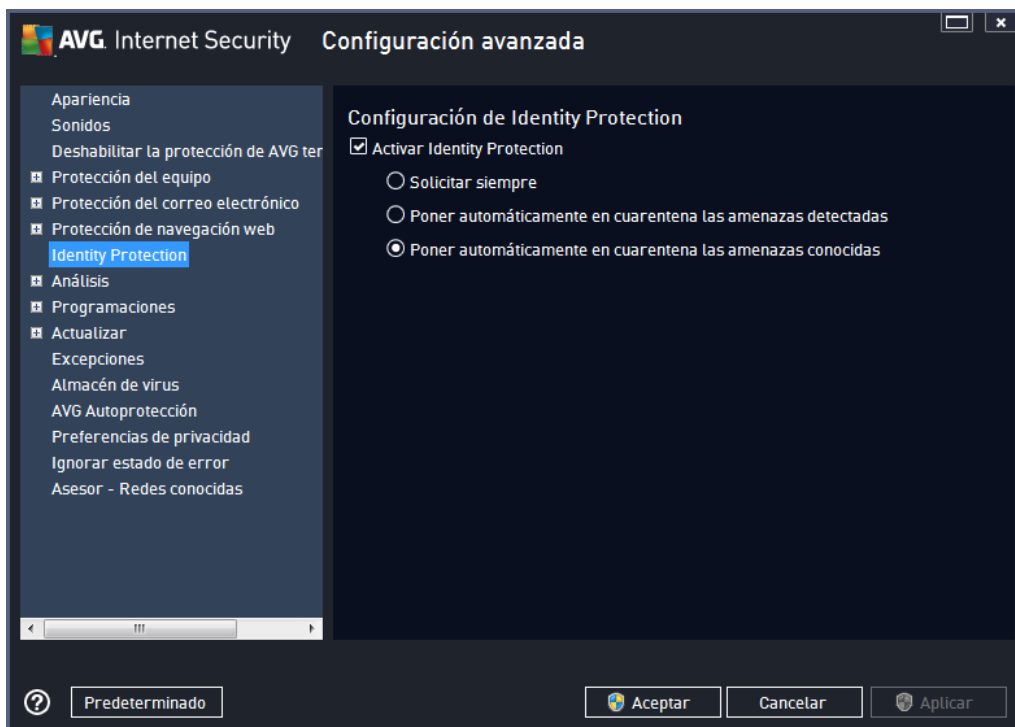 AVG. Internet Security Configuración avanzada
Apariencia
Sonidos
Deshabilitar la protección de AVG ter
Protección del equipo
Protección del correo electrónico
Protección de navegación web
Identity Protection
Análisis
Programaciones
Actualizar
Excepciones
Almacén de virus
AVG Autoprotección
Preferencias de privacidad
Ignorar estado de error
Asesor - Redes conocidas
Configuración de Identity Protection
Activar Identity Protection
Solicitar siempre
Poner automáticamente en cuarentena las amenazas detectadas
Poner automáticamente en cuarentena las amenazas conocidas
? Predeterminado Aceptar Cancelar Aplicar